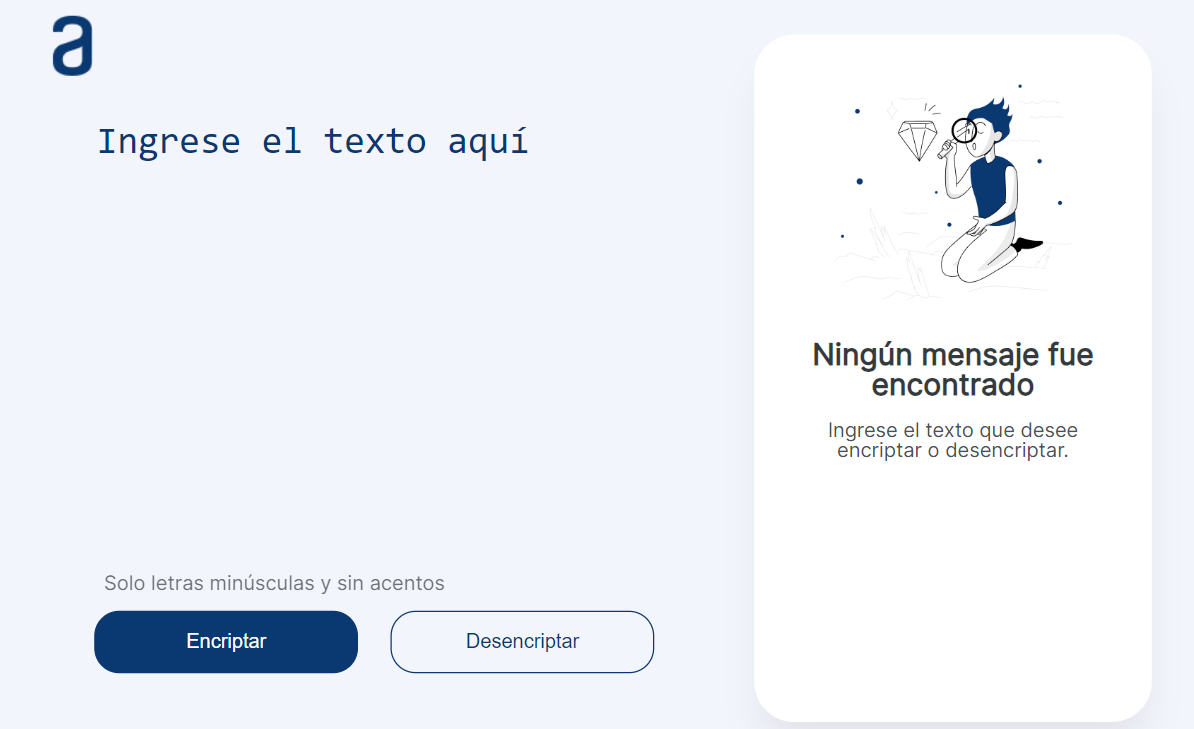 a
Ingrese el texto aquí
Ningún mensaje fue
encontrado
Ingrese el texto que desee
encriptar o desencriptar.
Solo letras minúsculas y sin acentos
Encriptar
Desencriptar